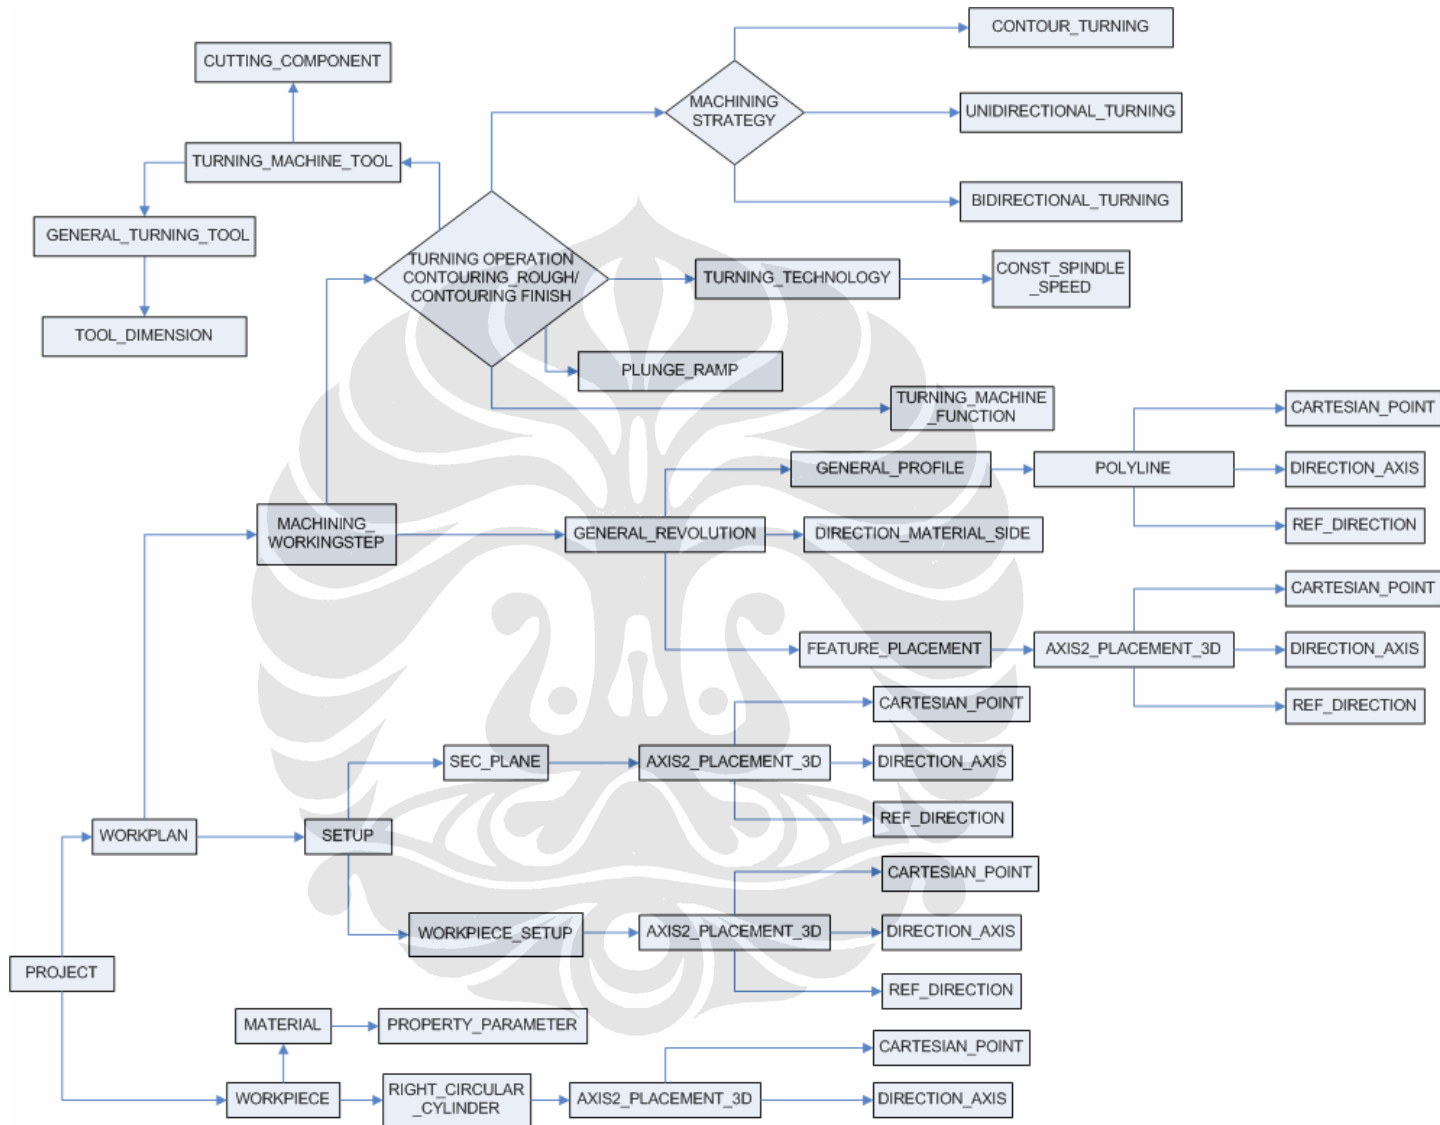 CONTOUR_TURNING
CUTTING_COMPONENT
MACHINING
STRATEGY
UNIDIRECTIONAL_TURNING
TURNING_MACHINE_TOOL
BIDIRECTIONAL_TURNING
GENERAL_TURNING_TOOL
TURNING OPERATION
CONTOURING_ROUGH/
CONTOURING FINISH
TURNING_TECHNOLOGY
CONST_SPINDLE
_SPEED
TOOL_DIMENSION
PLUNGE_RAMP
TURNING_MACHINE
_FUNCTION
CARTESIAN_POINT
GENERAL_PROFILE
POLYLINE
DIRECTION_AXIS
MACHINING_
WORKINGSTEP
GENERAL_REVOLUTION
DIRECTION_MATERIAL_SIDE
REF_DIRECTION
CARTESIAN_POINT
FEATURE_PLACEMENT
AXIS2_PLACEMENT_3D
DIRECTION_AXIS
REF_DIRECTION
CARTESIAN_POINT
SEC_PLANE
AXIS2_PLACEMENT_3D
DIRECTION_AXIS
REF_DIRECTION
WORKPLAN
SETUP
CARTESIAN_POINT
WORKPIECE_SETUP
AXIS2_PLACEMENT_3D
DIRECTION_AXIS
PROJECT
REF_DIRECTION
MATERIAL
PROPERTY_PARAMETER
CARTESIAN_POINT
WORKPIECE
RIGHT_CIRCULAR
_CYLINDER
AXIS2_PLACEMENT_3D
DIRECTION_AXIS